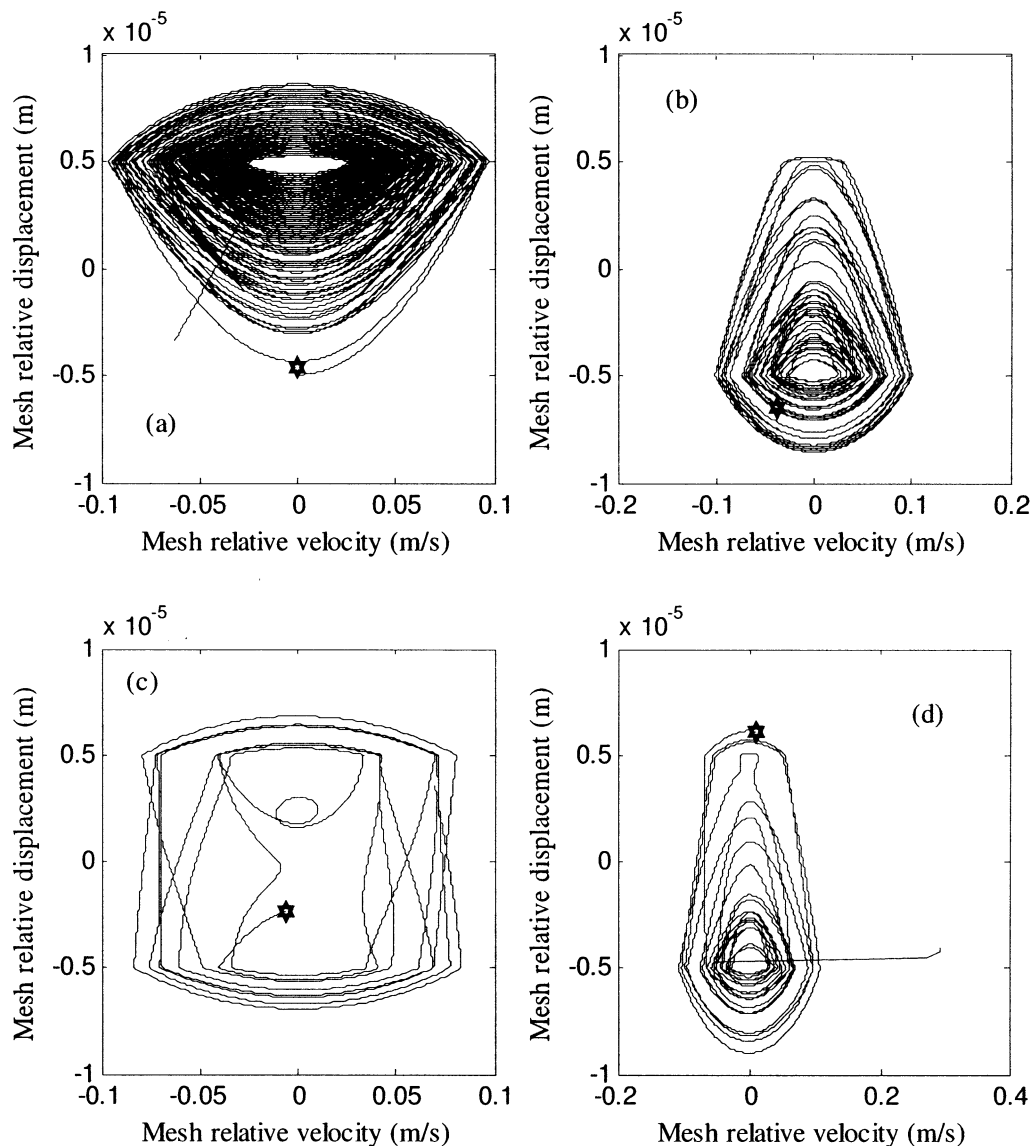 x 10⁻⁵
1
0.5
0
-0.5
-1
Mesh relative displacement (m)
(a)
-0.1
-0.05
0
0.05
0.1
Mesh relative velocity (m/s)
x 10⁻⁵
1
0.5
0
-0.5
-1
Mesh relative displacement (m)
(b)
-0.2
-0.1
0
0.1
0.2
Mesh relative velocity (m/s)
x 10⁻⁵
1
0.5
0
-0.5
-1
Mesh relative displacement (m)
(c)
-0.1
-0.05
0
0.05
0.1
Mesh relative velocity (m/s)
x 10⁻⁵
1
0.5
0
-0.5
-1
Mesh relative displacement (m)
(d)
-0.2
0
0.2
0.4
Mesh relative velocity (m/s)